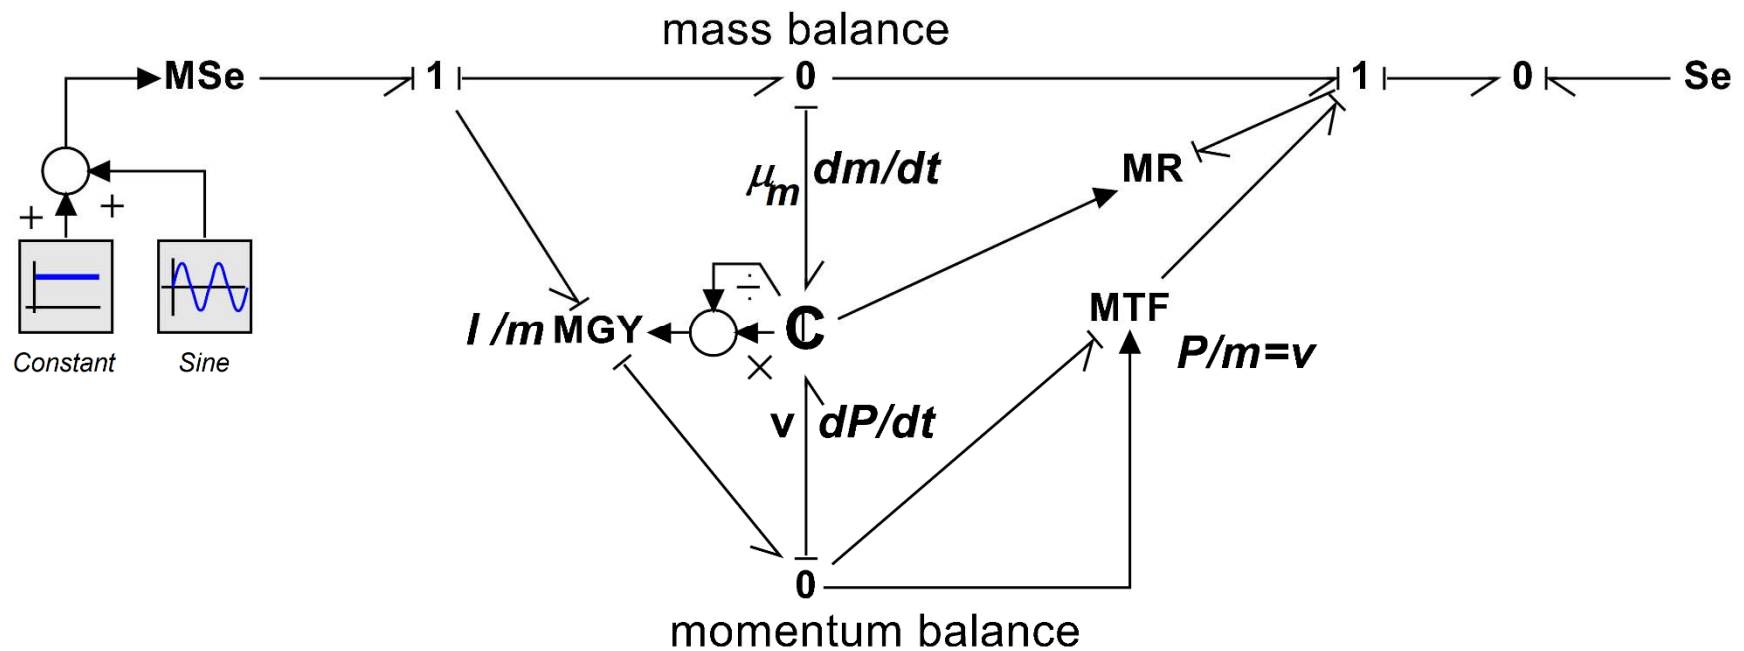 mass balance
MSe 1 0 1 0 Se
μm dm/dt
MR
+ +
÷
I /m MGY C MTF
×
P/m=v
Constant Sine
v dP/dt
0
momentum balance